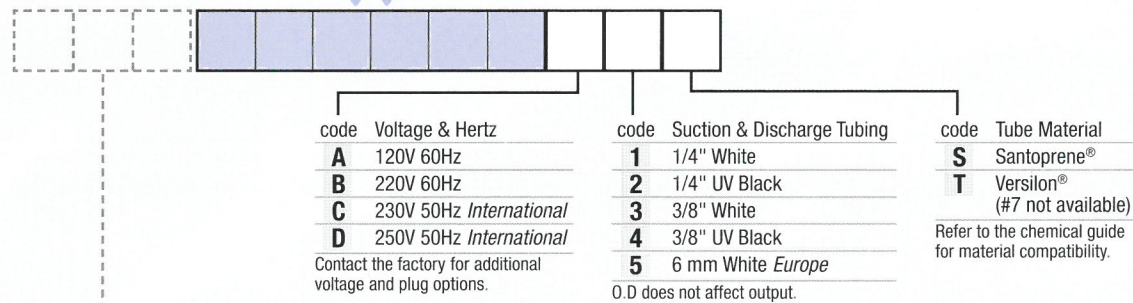 code Voltage & Hertz
A 120V 60Hz
B 220V 60Hz
C 230V 50Hz International
D 250V 50Hz International
Contact the factory for additional
voltage and plug options.
code Suction & Discharge Tubing
1 1/4" White
2 1/4" UV Black
3 3/8" White
4 3/8" UV Black
5 6 mm White Europe
O.D does not affect output.
code Tube Material
S Santoprene®
T Versilon®
(#7 not available)
Refer to the chemical guide
for material compatibility.